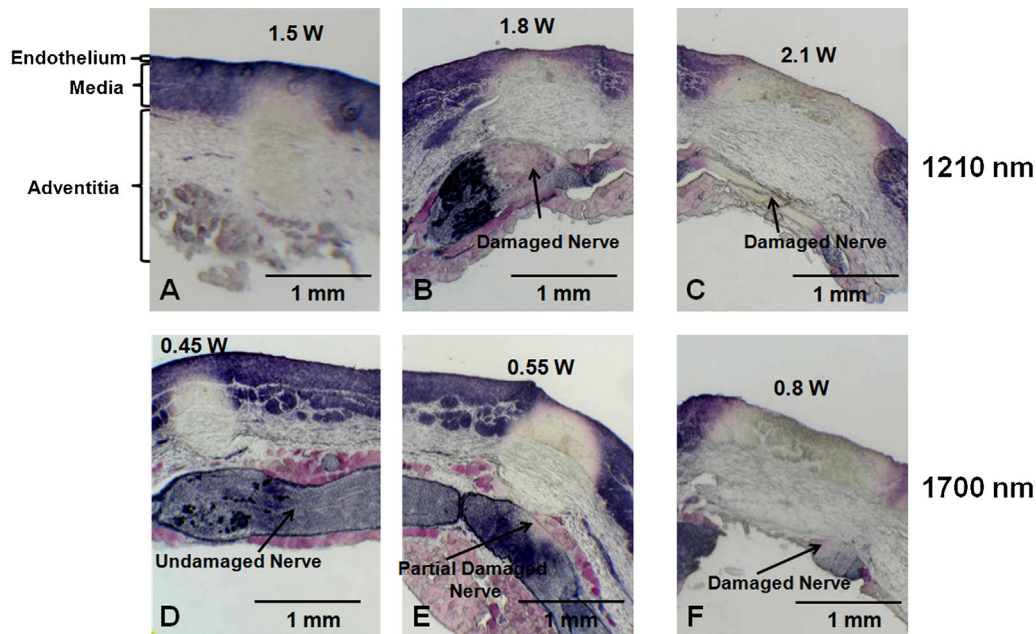 1.5 W
1.8 W
2.1 W
Endothelium
Media
Adventitia
1210 nm
Damaged Nerve
Damaged Nerve
A
1 mm
B
1 mm
C
1 mm
0.45 W
0.55 W
0.8 W
1700 nm
Undamaged Nerve
Partial Damaged
Nerve
Damaged Nerve
D
1 mm
E
1 mm
F
1 mm